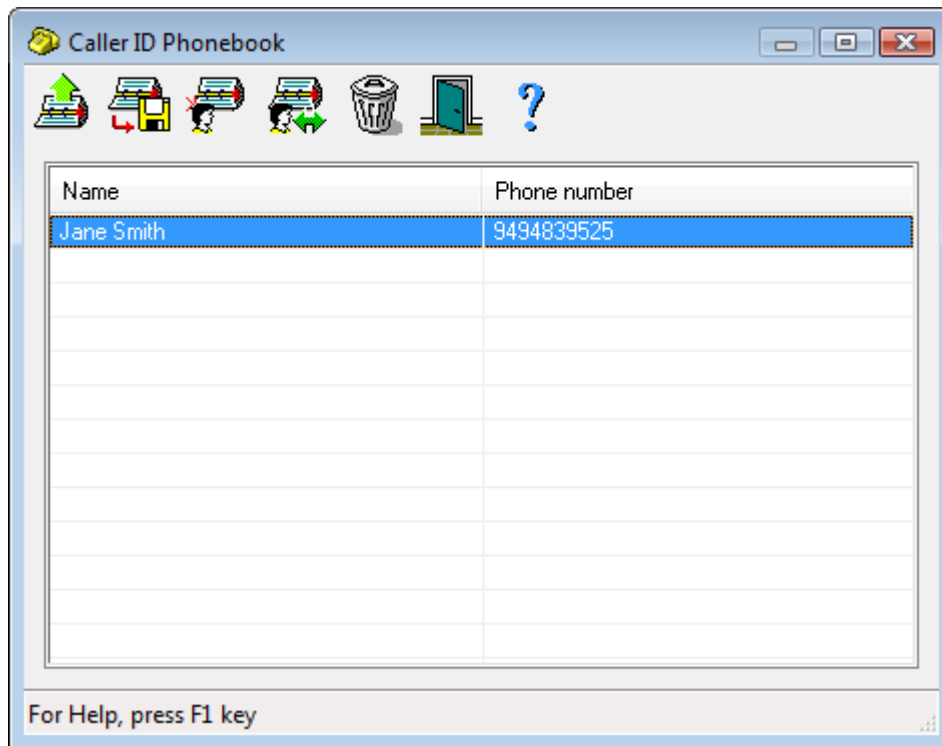 Caller ID Phonebook
?
Name Phone number
Jane Smith 9494839525
For Help, press F1 key